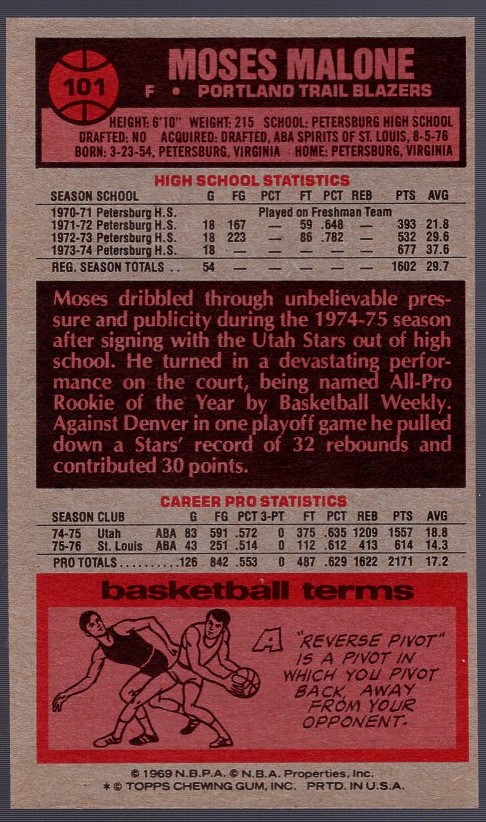 101
MOSES MALONE
F • PORTLAND TRAIL BLAZERS
HEIGHT: 6'10" WEIGHT: 215 SCHOOL: PETERSBURG HIGH SCHOOL
DRAFTED: NO ACQUIRED: DRAFTED, ABA SPIRITS OF ST. LOUIS, 8-5-76
BORN: 3-23-54, PETERSBURG, VIRGINIA HOME: PETERSBURG, VIRGINIA
HIGH SCHOOL STATISTICS
SEASON SCHOOL G FG PCT FT PCT REB PTS AVG
1970-71 Petersburg H.S. Played on Freshman Team
1971-72 Petersburg H.S. 18 167 — 59 .648 — 393 21.8
1972-73 Petersburg H.S. 18 223 — 86 .782 — 532 29.6
1973-74 Petersburg H.S. 18 — — — — — 677 37.6
REG. SEASON TOTALS .. 54 — — — — — 1602 29.7
Moses dribbled through unbelievable pres-
sure and publicity during the 1974-75 season
after signing with the Utah Stars out of high
school. He turned in a devastating perfor-
mance on the court, being named All-Pro
Rookie of the Year by Basketball Weekly.
Against Denver in one playoff game he pulled
down a Stars' record of 32 rebounds and
contributed 30 points.
CAREER PRO STATISTICS
SEASON CLUB G FG PCT 3-PT FT PCT REB PTS AVG
74-75 Utah ABA 83 591 .572 0 375 .635 1209 1557 18.8
75-76 St. Louis ABA 43 251 .514 0 112 .612 413 614 14.3
PRO TOTALS..........126 842 .553 0 487 .629 1622 2171 17.2
basketball terms
A "REVERSE PIVOT"
IS A PIVOT IN
WHICH YOU PIVOT
BACK, AWAY
FROM YOUR
OPPONENT.
© 1969 N.B.P.A. © N.B.A. Properties, Inc.
* © TOPPS CHEWING GUM, INC. PRTD. IN U.S.A.